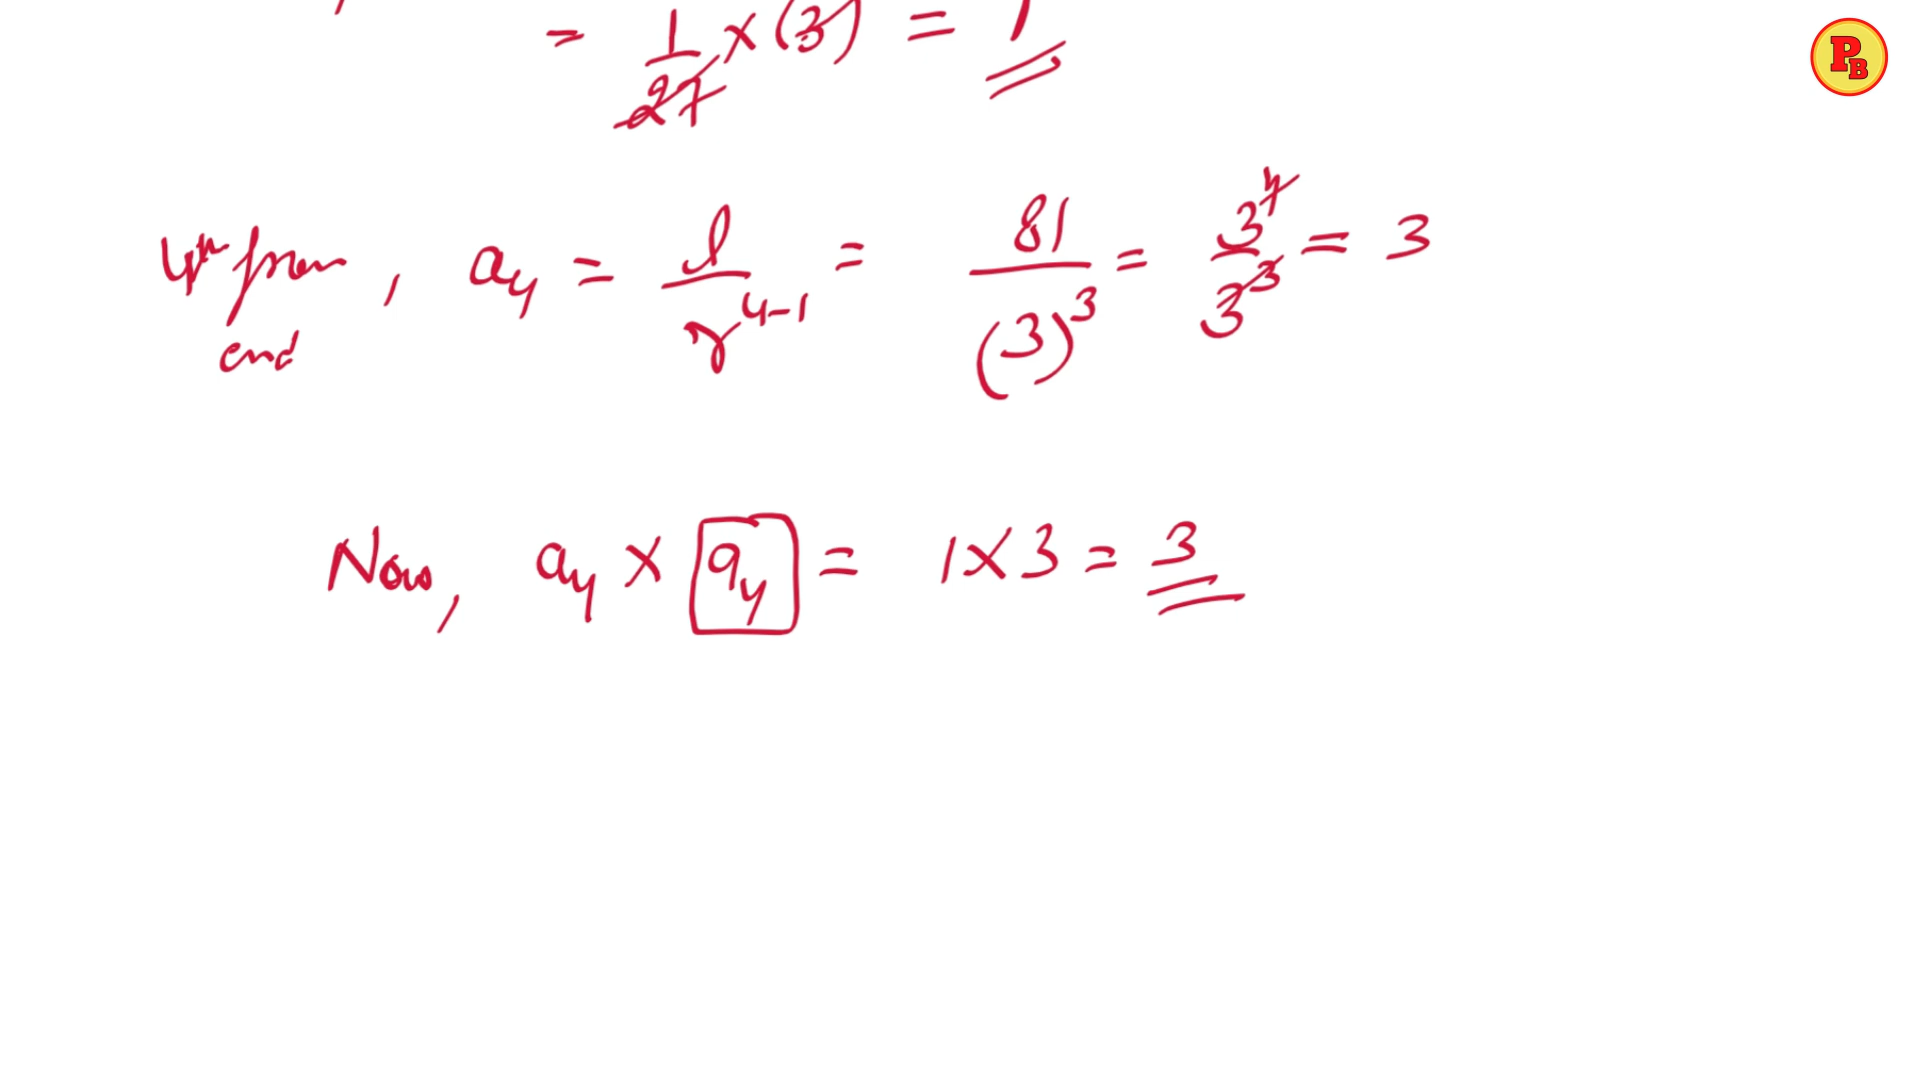 = 1/27 × (3) = 1
4th from end, a4 = l/r^4-1 = 81/(3)^3 = 3^4/3^3 = 3
Now, a4 × a4 = 1 × 3 = 3
PB